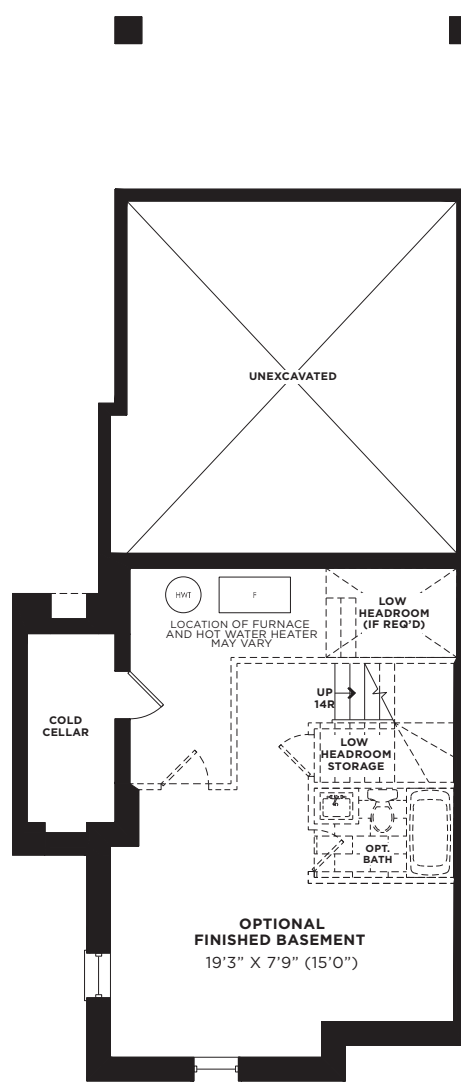 UNEXCAVATED
HWT
F
LOCATION OF FURNACE
AND HOT WATER HEATER
MAY VARY
LOW
HEADROOM
(IF REQ'D)
UP
14R
COLD
CELLAR
LOW
HEADROOM
STORAGE
OPT.
BATH
OPTIONAL
FINISHED BASEMENT
19'3" X 7'9" (15'0")